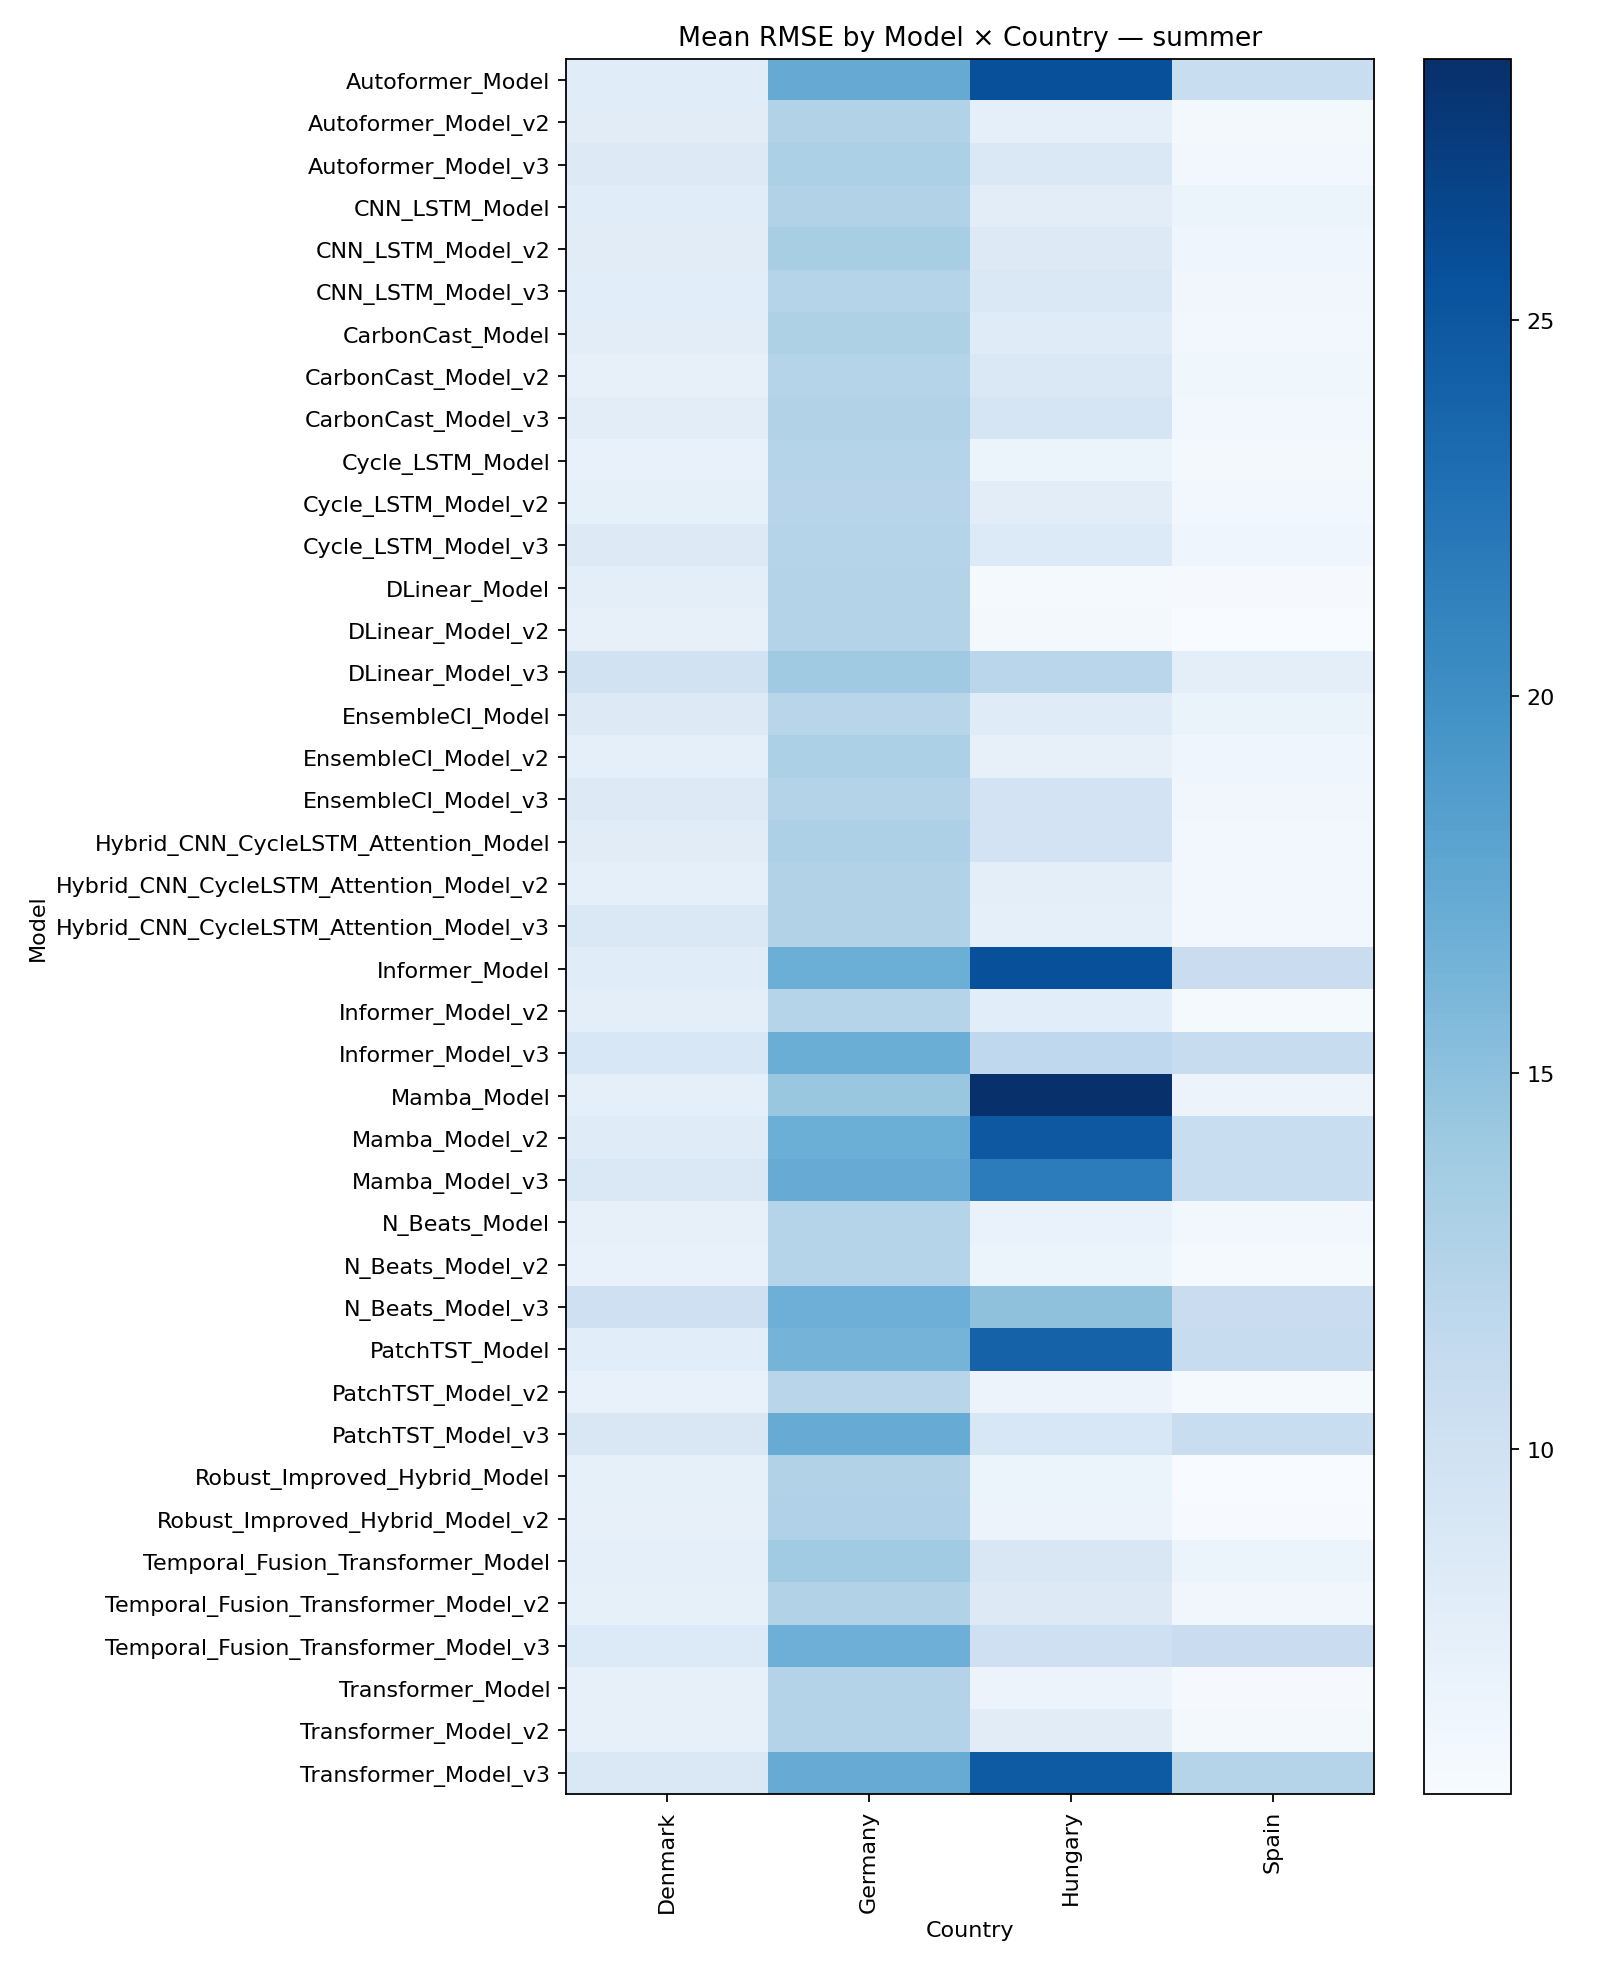 Mean RMSE by Model × Country — summer
Autoformer_Model
Autoformer_Model_v2
Autoformer_Model_v3
CNN_LSTM_Model
CNN_LSTM_Model_v2
CNN_LSTM_Model_v3
CarbonCast_Model
CarbonCast_Model_v2
CarbonCast_Model_v3
Cycle_LSTM_Model
Cycle_LSTM_Model_v2
Cycle_LSTM_Model_v3
DLinear_Model
DLinear_Model_v2
DLinear_Model_v3
EnsembleCI_Model
EnsembleCI_Model_v2
EnsembleCI_Model_v3
Hybrid_CNN_CycleLSTM_Attention_Model
Hybrid_CNN_CycleLSTM_Attention_Model_v2
Hybrid_CNN_CycleLSTM_Attention_Model_v3
Informer_Model
Informer_Model_v2
Informer_Model_v3
Mamba_Model
Mamba_Model_v2
Mamba_Model_v3
N_Beats_Model
N_Beats_Model_v2
N_Beats_Model_v3
PatchTST_Model
PatchTST_Model_v2
PatchTST_Model_v3
Robust_Improved_Hybrid_Model
Robust_Improved_Hybrid_Model_v2
Temporal_Fusion_Transformer_Model
Temporal_Fusion_Transformer_Model_v2
Temporal_Fusion_Transformer_Model_v3
Transformer_Model
Transformer_Model_v2
Transformer_Model_v3
Model
Denmark
Germany
Hungary
Spain
Country
25
20
15
10